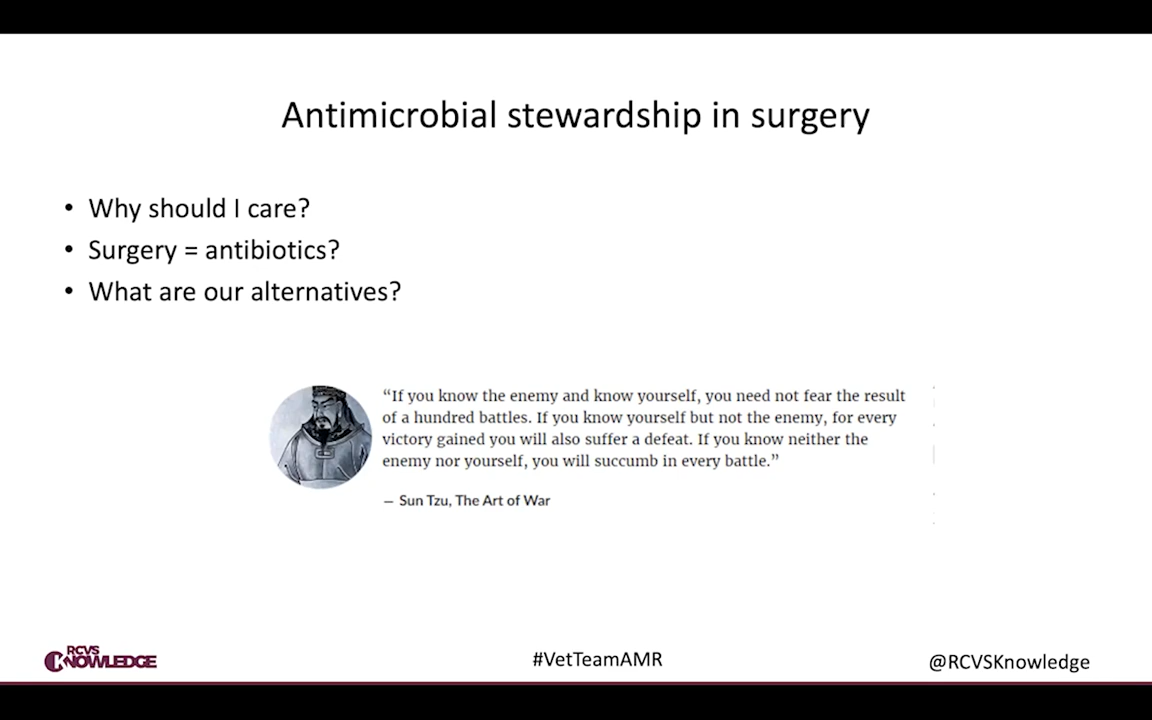 Antimicrobial stewardship in surgery
• Why should I care?
• Surgery = antibiotics?
• What are our alternatives?
“If you know the enemy and know yourself, you need not fear the result
of a hundred battles. If you know yourself but not the enemy, for every
victory gained you will also suffer a defeat. If you know neither the
enemy nor yourself, you will succumb in every battle.”
— Sun Tzu, The Art of War
RCVS
KNOWLEDGE
#VetTeamAMR
@RCVSKnowledge